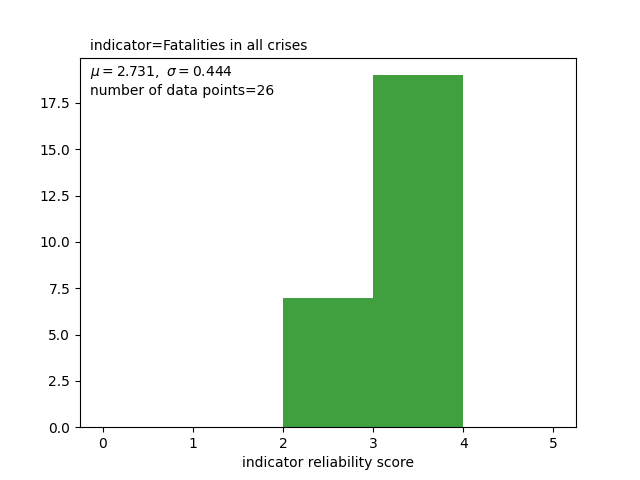 indicator=Fatalities in all crises
μ = 2.731, σ = 0.444
number of data points=26
17.5
15.0
12.5
10.0
7.5
5.0
2.5
0.0
0 1 2 3 4 5
indicator reliability score